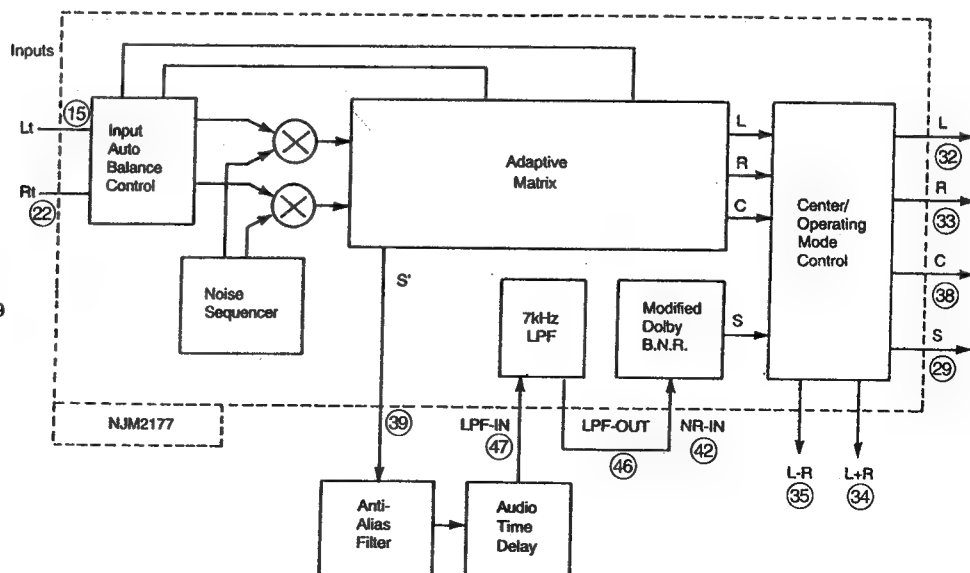 Inputs
Lt
15
Rt
22
Input
Auto
Balance
Control
Noise
Sequencer
Adaptive
Matrix
L
R
C
S'
7kHz
LPF
Modified
Dolby
B.N.R.
S
Center/
Operating
Mode
Control
L
32
R
33
C
38
S
29
9
NJM2177
39
LPF-IN
47
LPF-OUT
46
NR-IN
42
L-R
35
L+R
34
Anti-
Alias
Filter
Audio
Time
Delay